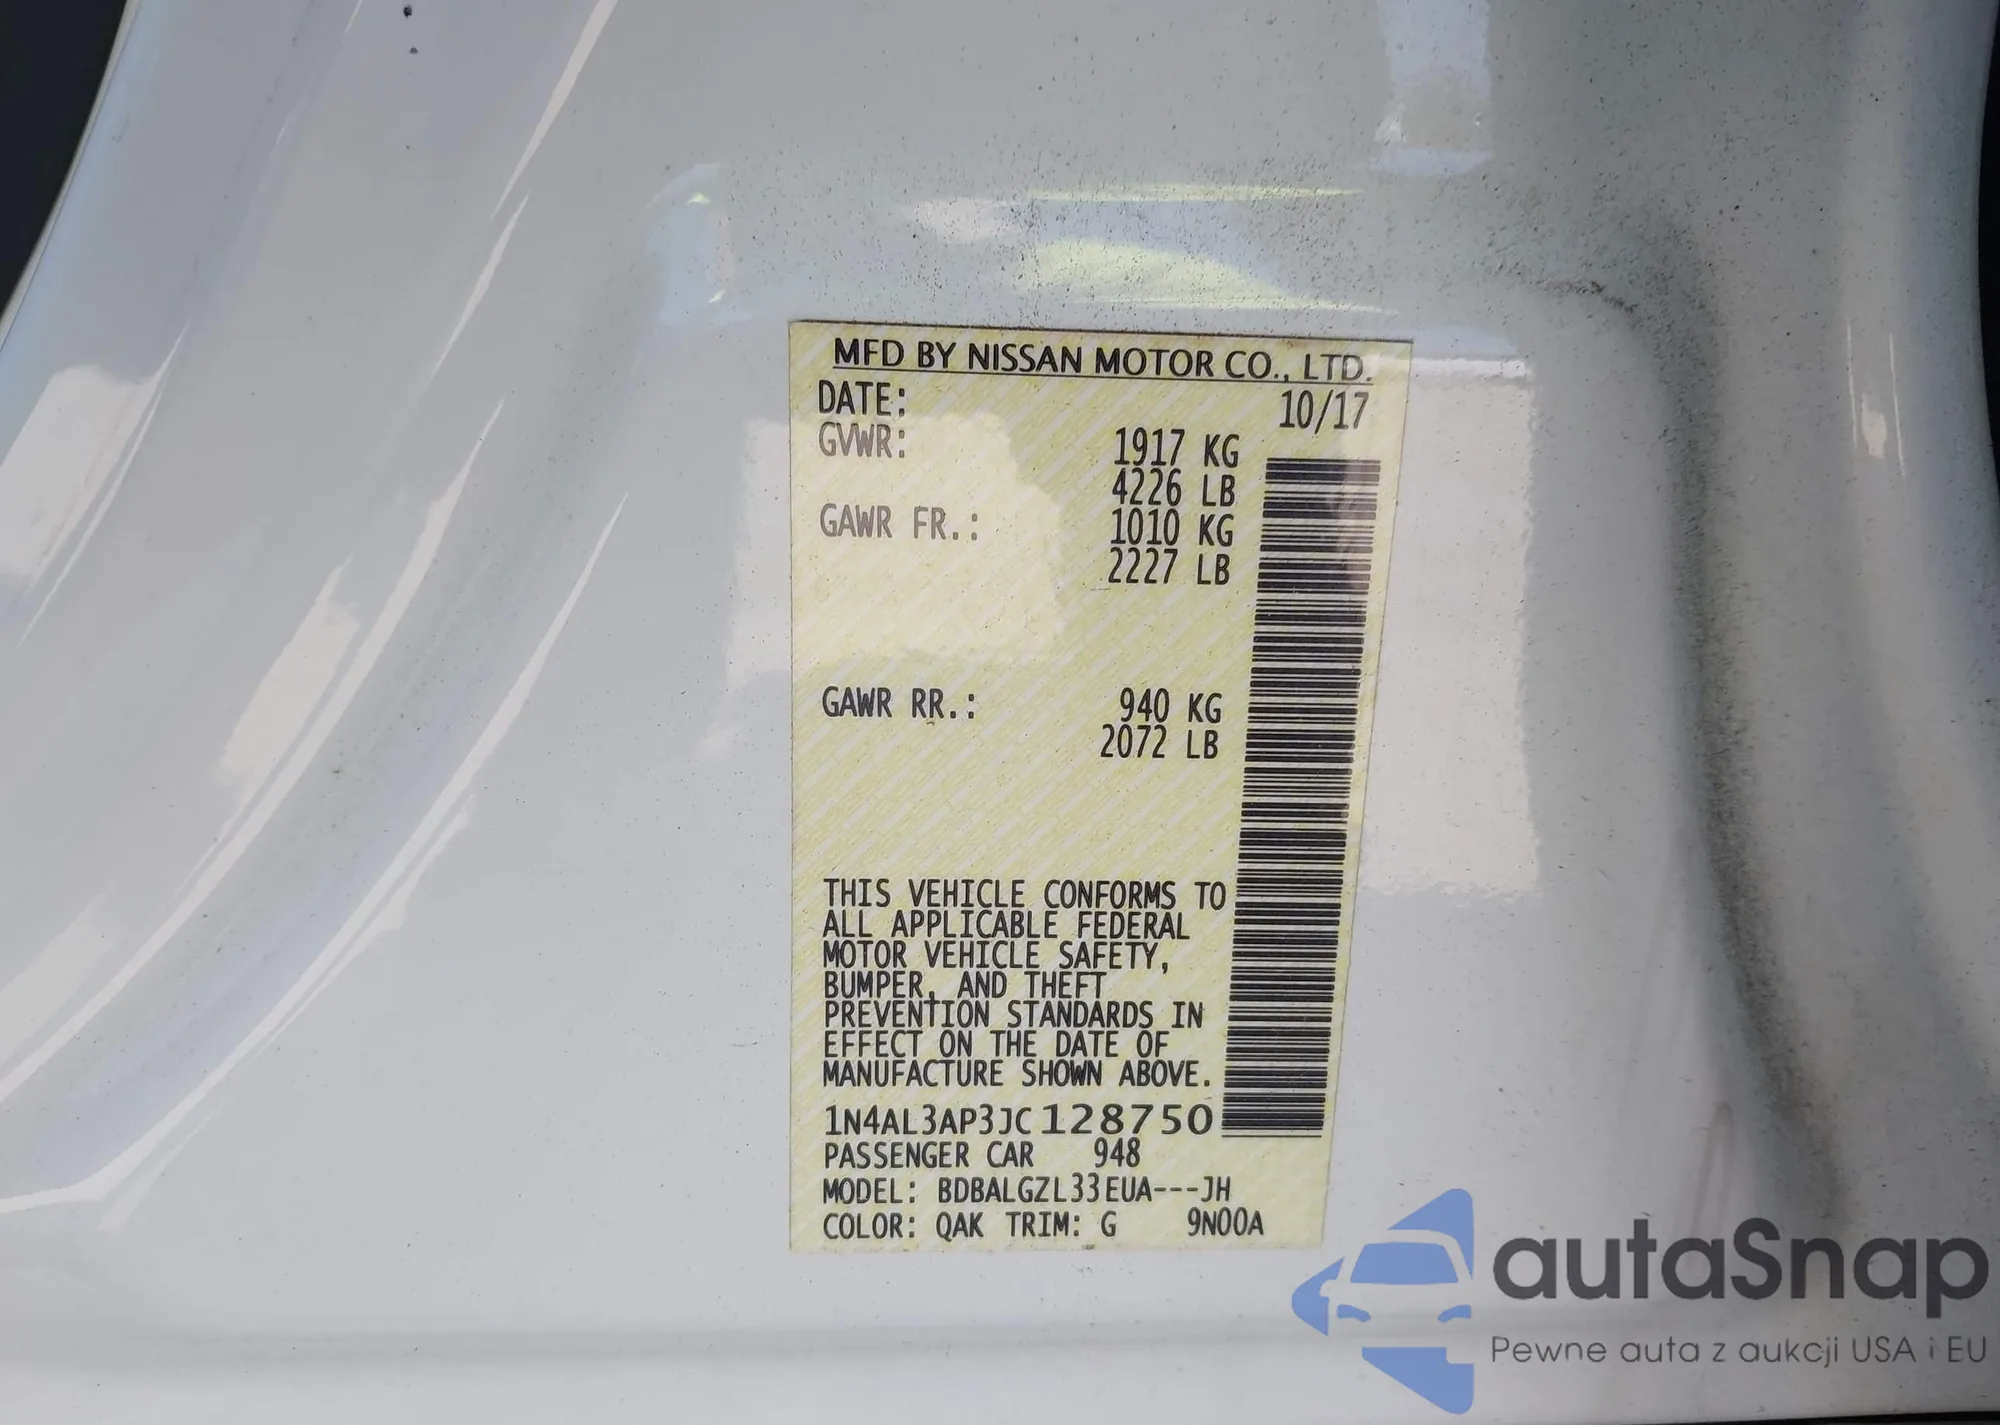 MFD BY NISSAN MOTOR CO., LTD.
DATE: 10/17
GVWR: 1917 KG
4226 LB
GAWR FR.: 1010 KG
2227 LB
GAWR RR.: 940 KG
2072 LB
THIS VEHICLE CONFORMS TO
ALL APPLICABLE FEDERAL
MOTOR VEHICLE SAFETY,
BUMPER, AND THEFT
PREVENTION STANDARDS IN
EFFECT ON THE DATE OF
MANUFACTURE SHOWN ABOVE.
1N4AL3AP3JC128750
PASSENGER CAR 948
MODEL: BDBALGZL33EUA---JH
COLOR: QAK TRIM: G 9N00A
autaSnap
Pewne auta z aukcji USA i EU